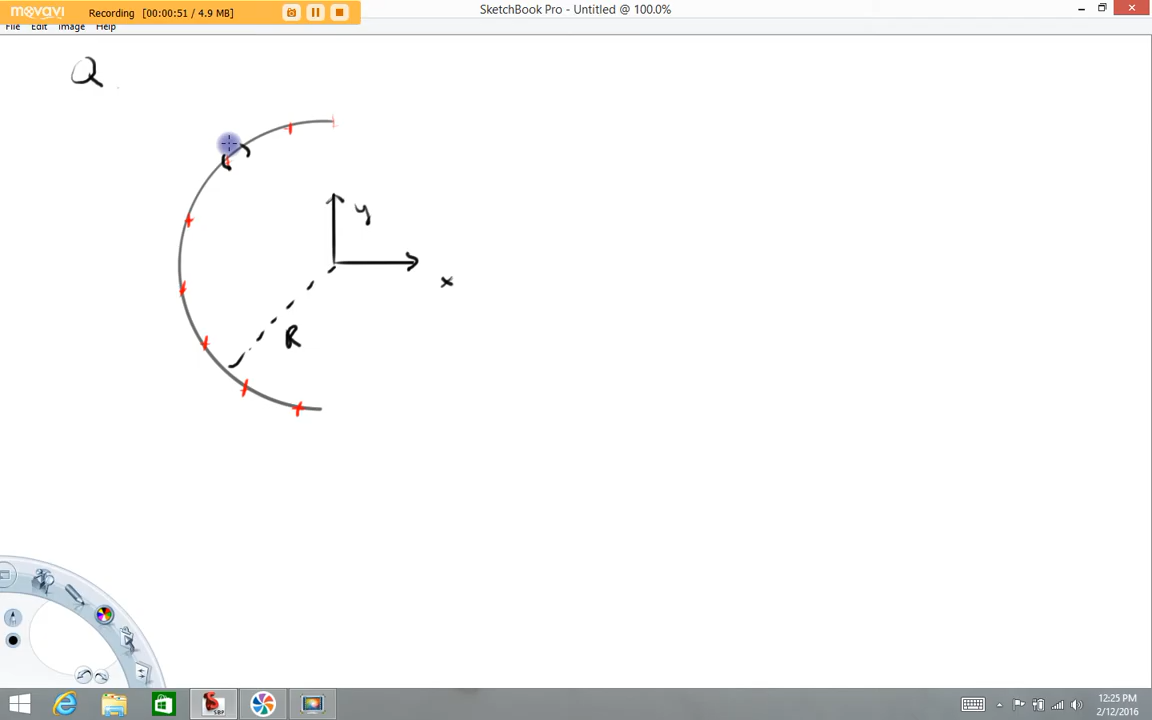 movavi Recording [00:00:51 / 4.9 MB] SketchBook Pro - Untitled @ 100.0%
File Edit Image Help
Q
y
x
R
SBP
12:25 PM
2/12/2016